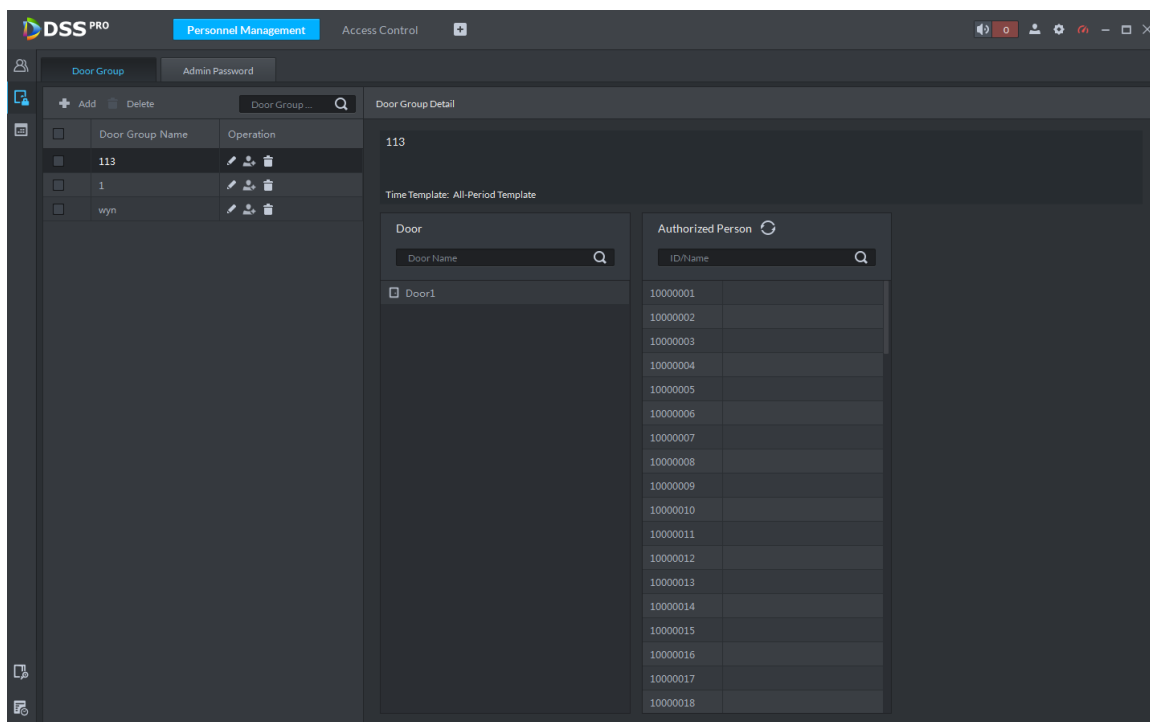 DSS PRO Personnel Management Access Control 0
Door Group Admin Password
Add Delete Door Group ... Door Group Detail
Door Group Name Operation
113
1
wyn
113
Time Template: All-Period Template
Door
Door Name
Door1
Authorized Person
ID/Name
10000001
10000002
10000003
10000004
10000005
10000006
10000007
10000008
10000009
10000010
10000011
10000012
10000013
10000014
10000015
10000016
10000017
10000018